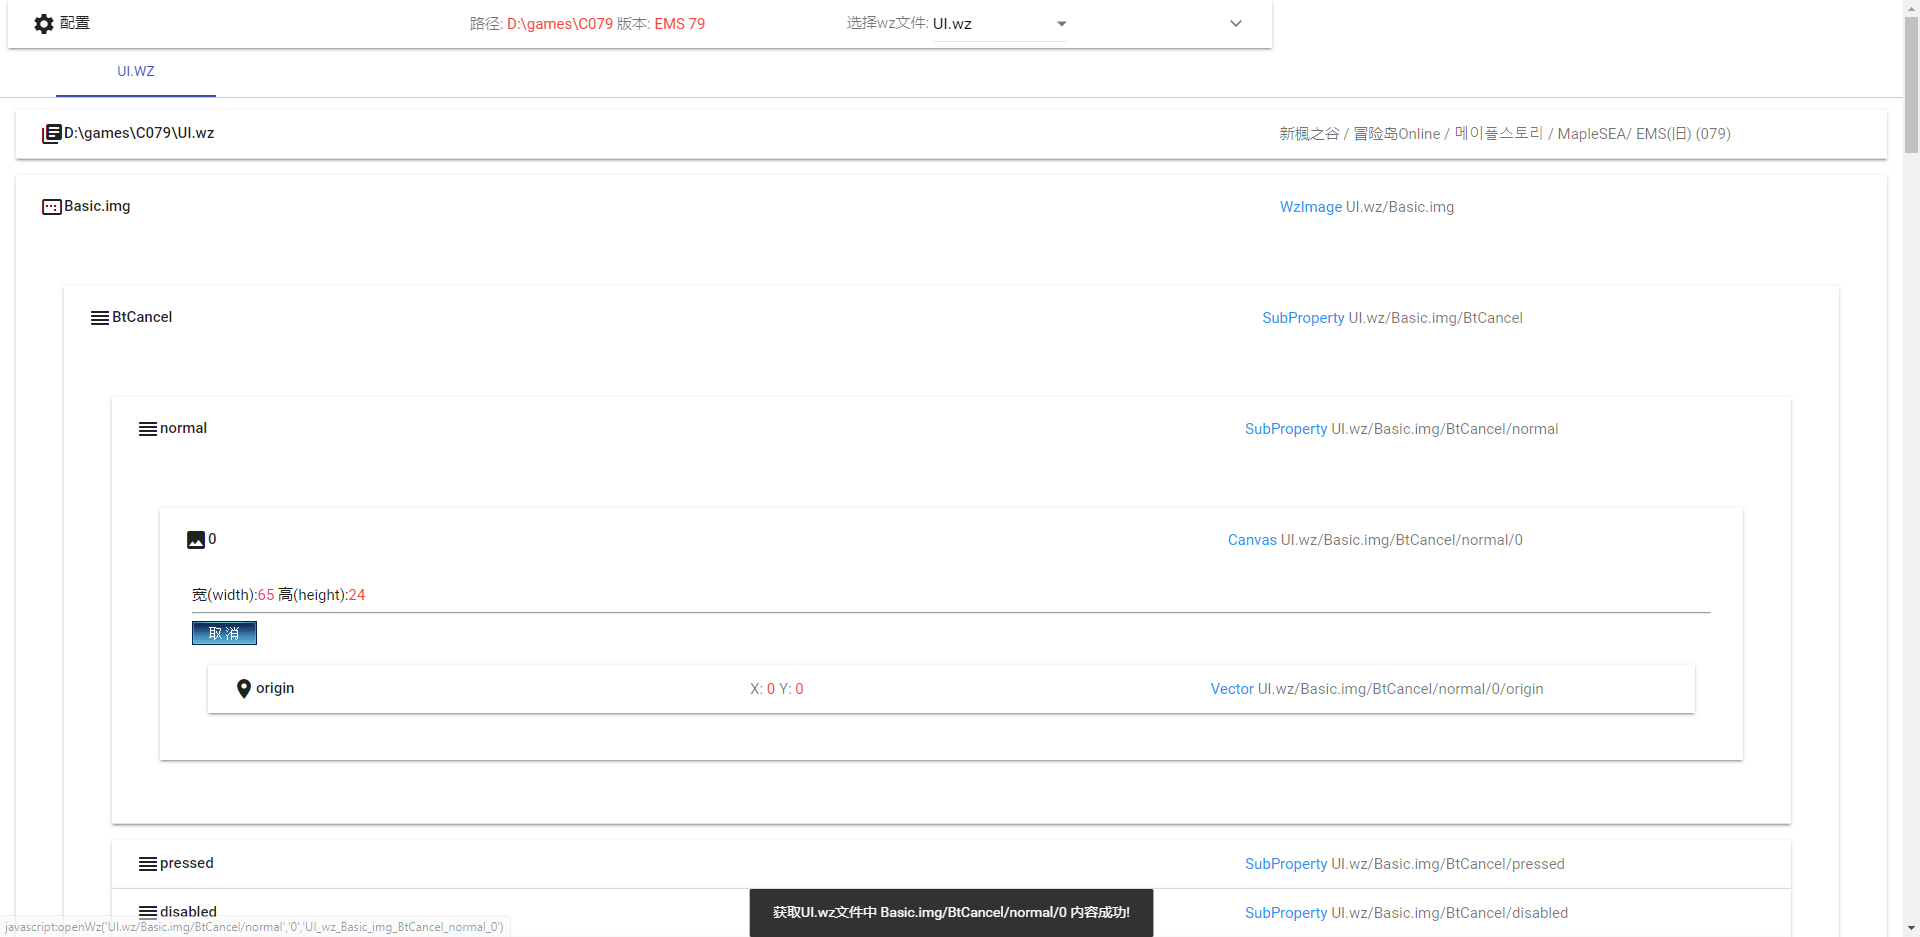 配置 路径: D:\games\C079 版本: EMS 79 选择wz文件: UI.wz
UI.WZ
D:\games\C079\UI.wz 新楓之谷 / 冒险岛Online / 메이플스토리 / MapleSEA/ EMS(旧) (079)
Basic.img WzImage UI.wz/Basic.img
BtCancel SubProperty UI.wz/Basic.img/BtCancel
normal SubProperty UI.wz/Basic.img/BtCancel/normal
0 Canvas UI.wz/Basic.img/BtCancel/normal/0
宽(width):65 高(height):24
取 消
origin X: 0 Y: 0 Vector UI.wz/Basic.img/BtCancel/normal/0/origin
pressed SubProperty UI.wz/Basic.img/BtCancel/pressed
disabled SubProperty UI.wz/Basic.img/BtCancel/disabled
获取UI.wz文件中 Basic.img/BtCancel/normal/0 内容成功!
javascript:openWz('UI.wz/Basic.img/BtCancel/normal','0','UI_wz_Basic_img_BtCancel_normal_0')